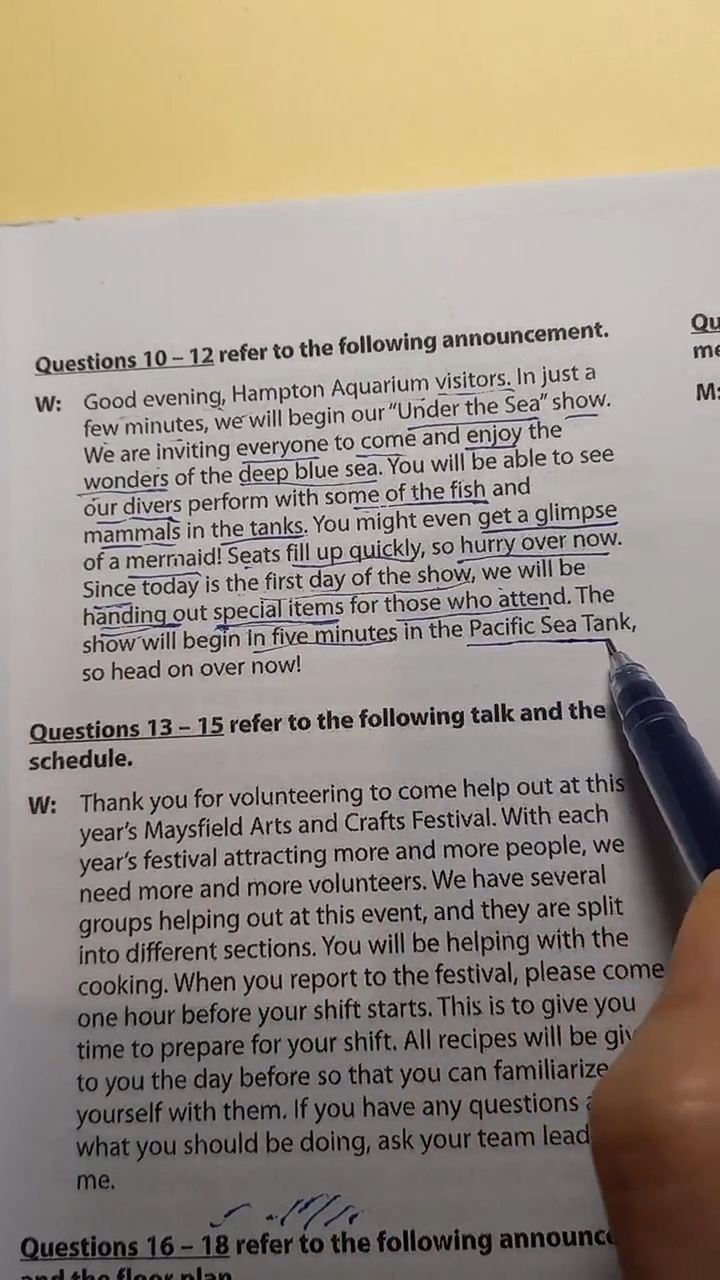 Questions 10 – 12 refer to the following announcement.
W: Good evening, Hampton Aquarium visitors. In just a
few minutes, we will begin our "Under the Sea" show.
We are inviting everyone to come and enjoy the
wonders of the deep blue sea. You will be able to see
our divers perform with some of the fish and
mammals in the tanks. You might even get a glimpse
of a mermaid! Seats fill up quickly, so hurry over now.
Since today is the first day of the show, we will be
handing out special items for those who attend. The
show will begin in five minutes in the Pacific Sea Tank,
so head on over now!
Questions 13 – 15 refer to the following talk and the
schedule.
W: Thank you for volunteering to come help out at this
year's Maysfield Arts and Crafts Festival. With each
year's festival attracting more and more people, we
need more and more volunteers. We have several
groups helping out at this event, and they are split
into different sections. You will be helping with the
cooking. When you report to the festival, please come
one hour before your shift starts. This is to give you
time to prepare for your shift. All recipes will be
to you the day before so that you can familiarize
yourself with them. If you have any questions
what you should be doing, ask your team
me.
Questions 16 – 18 refer to the following
and the floor plan
M: